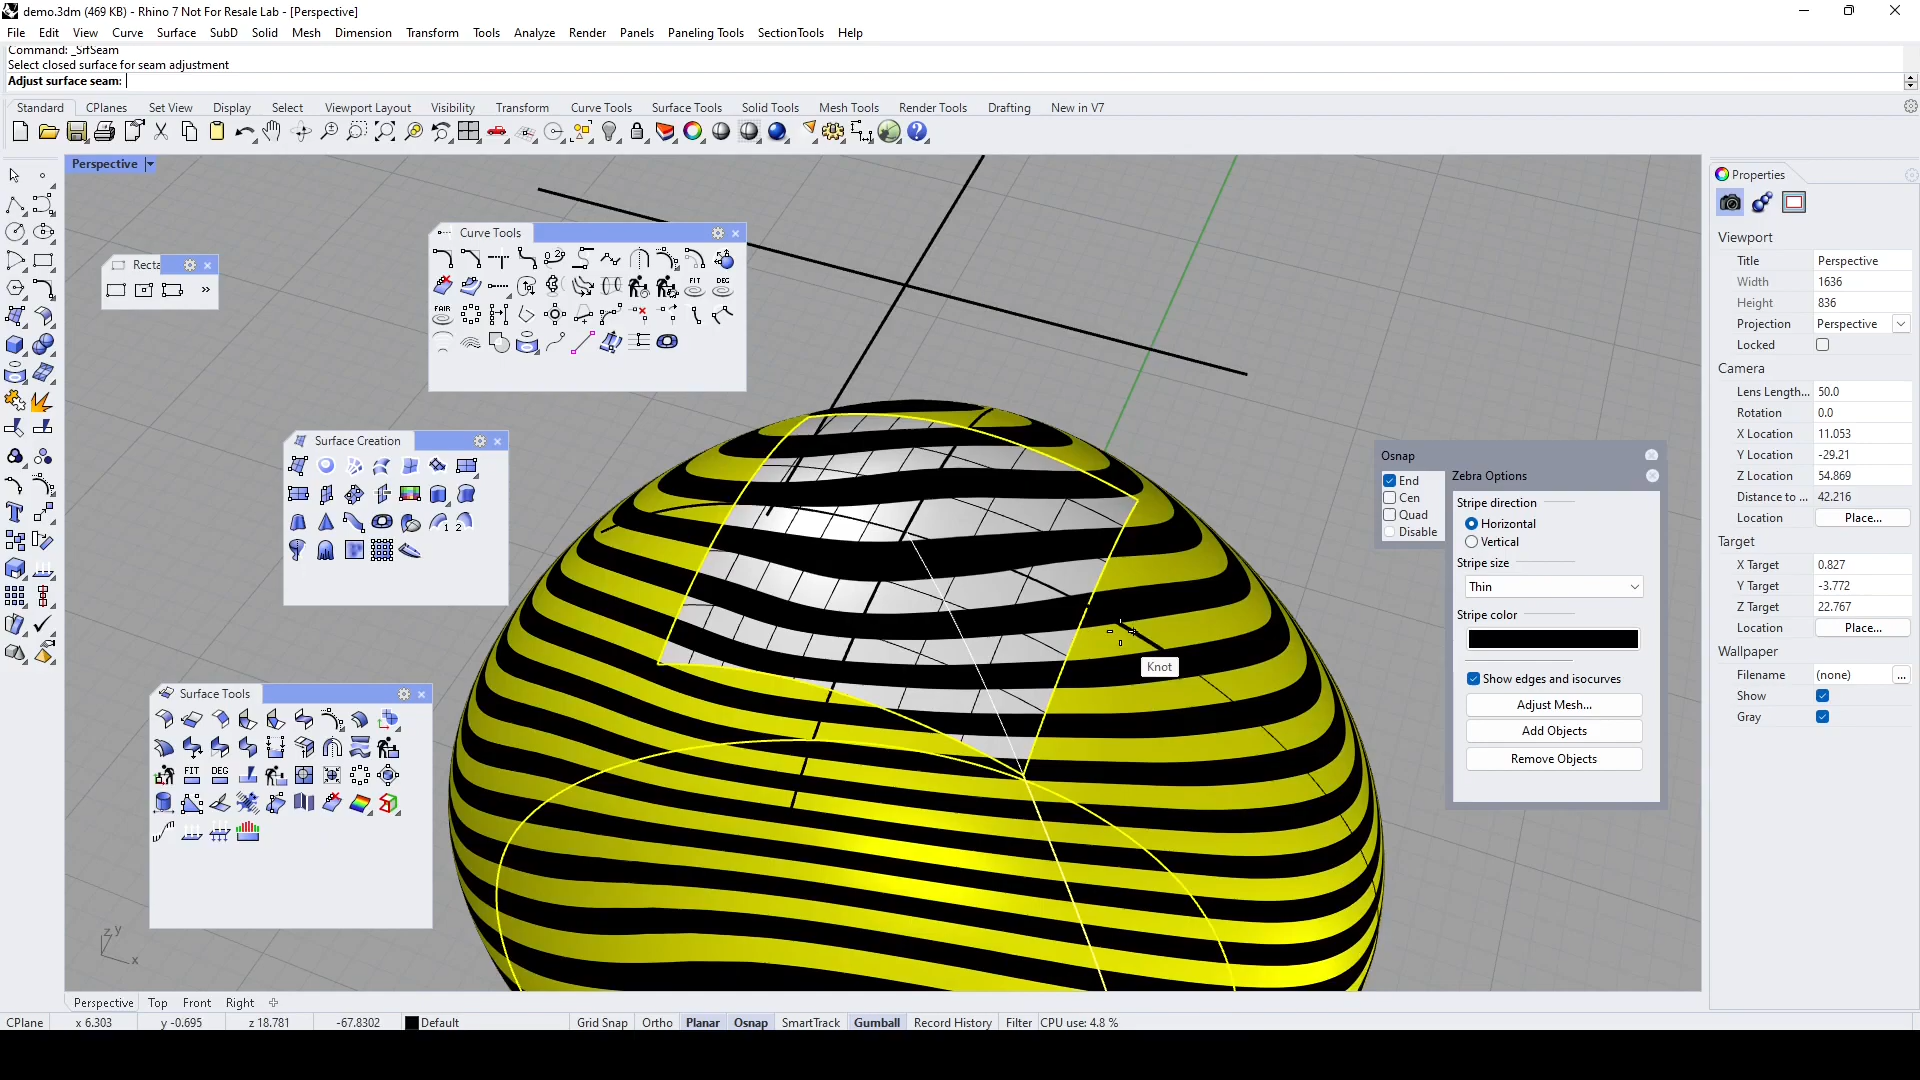 demo.3dm (469 KB) - Rhino 7 Not For Resale Lab - [Perspective]
File Edit View Curve Surface SubD Solid Mesh Dimension Transform Tools Analyze Render Panels Paneling Tools SectionTools Help
Command: _SrfSeam
Select closed surface for seam adjustment
Adjust surface seam:
Standard CPlanes Set View Display Select Viewport Layout Visibility Transform Curve Tools Surface Tools Solid Tools Mesh Tools Render Tools Drafting New in V7
Perspective
Properties
Viewport
Title Perspective
Width 1636
Height 836
Projection Perspective
Locked
Camera
Lens Length... 50.0
Rotation 0.0
X Location 11.053
Y Location -29.21
Z Location 54.869
Distance to ... 42.216
Location Place...
Target
X Target 0.827
Y Target -3.772
Z Target 22.767
Location Place...
Wallpaper
Filename (none) ...
Show
Gray
Curve Tools
FIT DEG
FAIR
Recta
»
Surface Creation
1 2
Surface Tools
FIT DEG
Osnap
End
Cen
Quad
Disable
Zebra Options
Stripe direction
Horizontal
Vertical
Stripe size
Thin
Stripe color
Show edges and isocurves
Adjust Mesh...
Add Objects
Remove Objects
Knot
z y
x
Perspective Top Front Right
CPlane x 6.303 y -0.695 z 18.781 -67.8302 Default Grid Snap Ortho Planar Osnap SmartTrack Gumball Record History Filter CPU use: 4.8 %